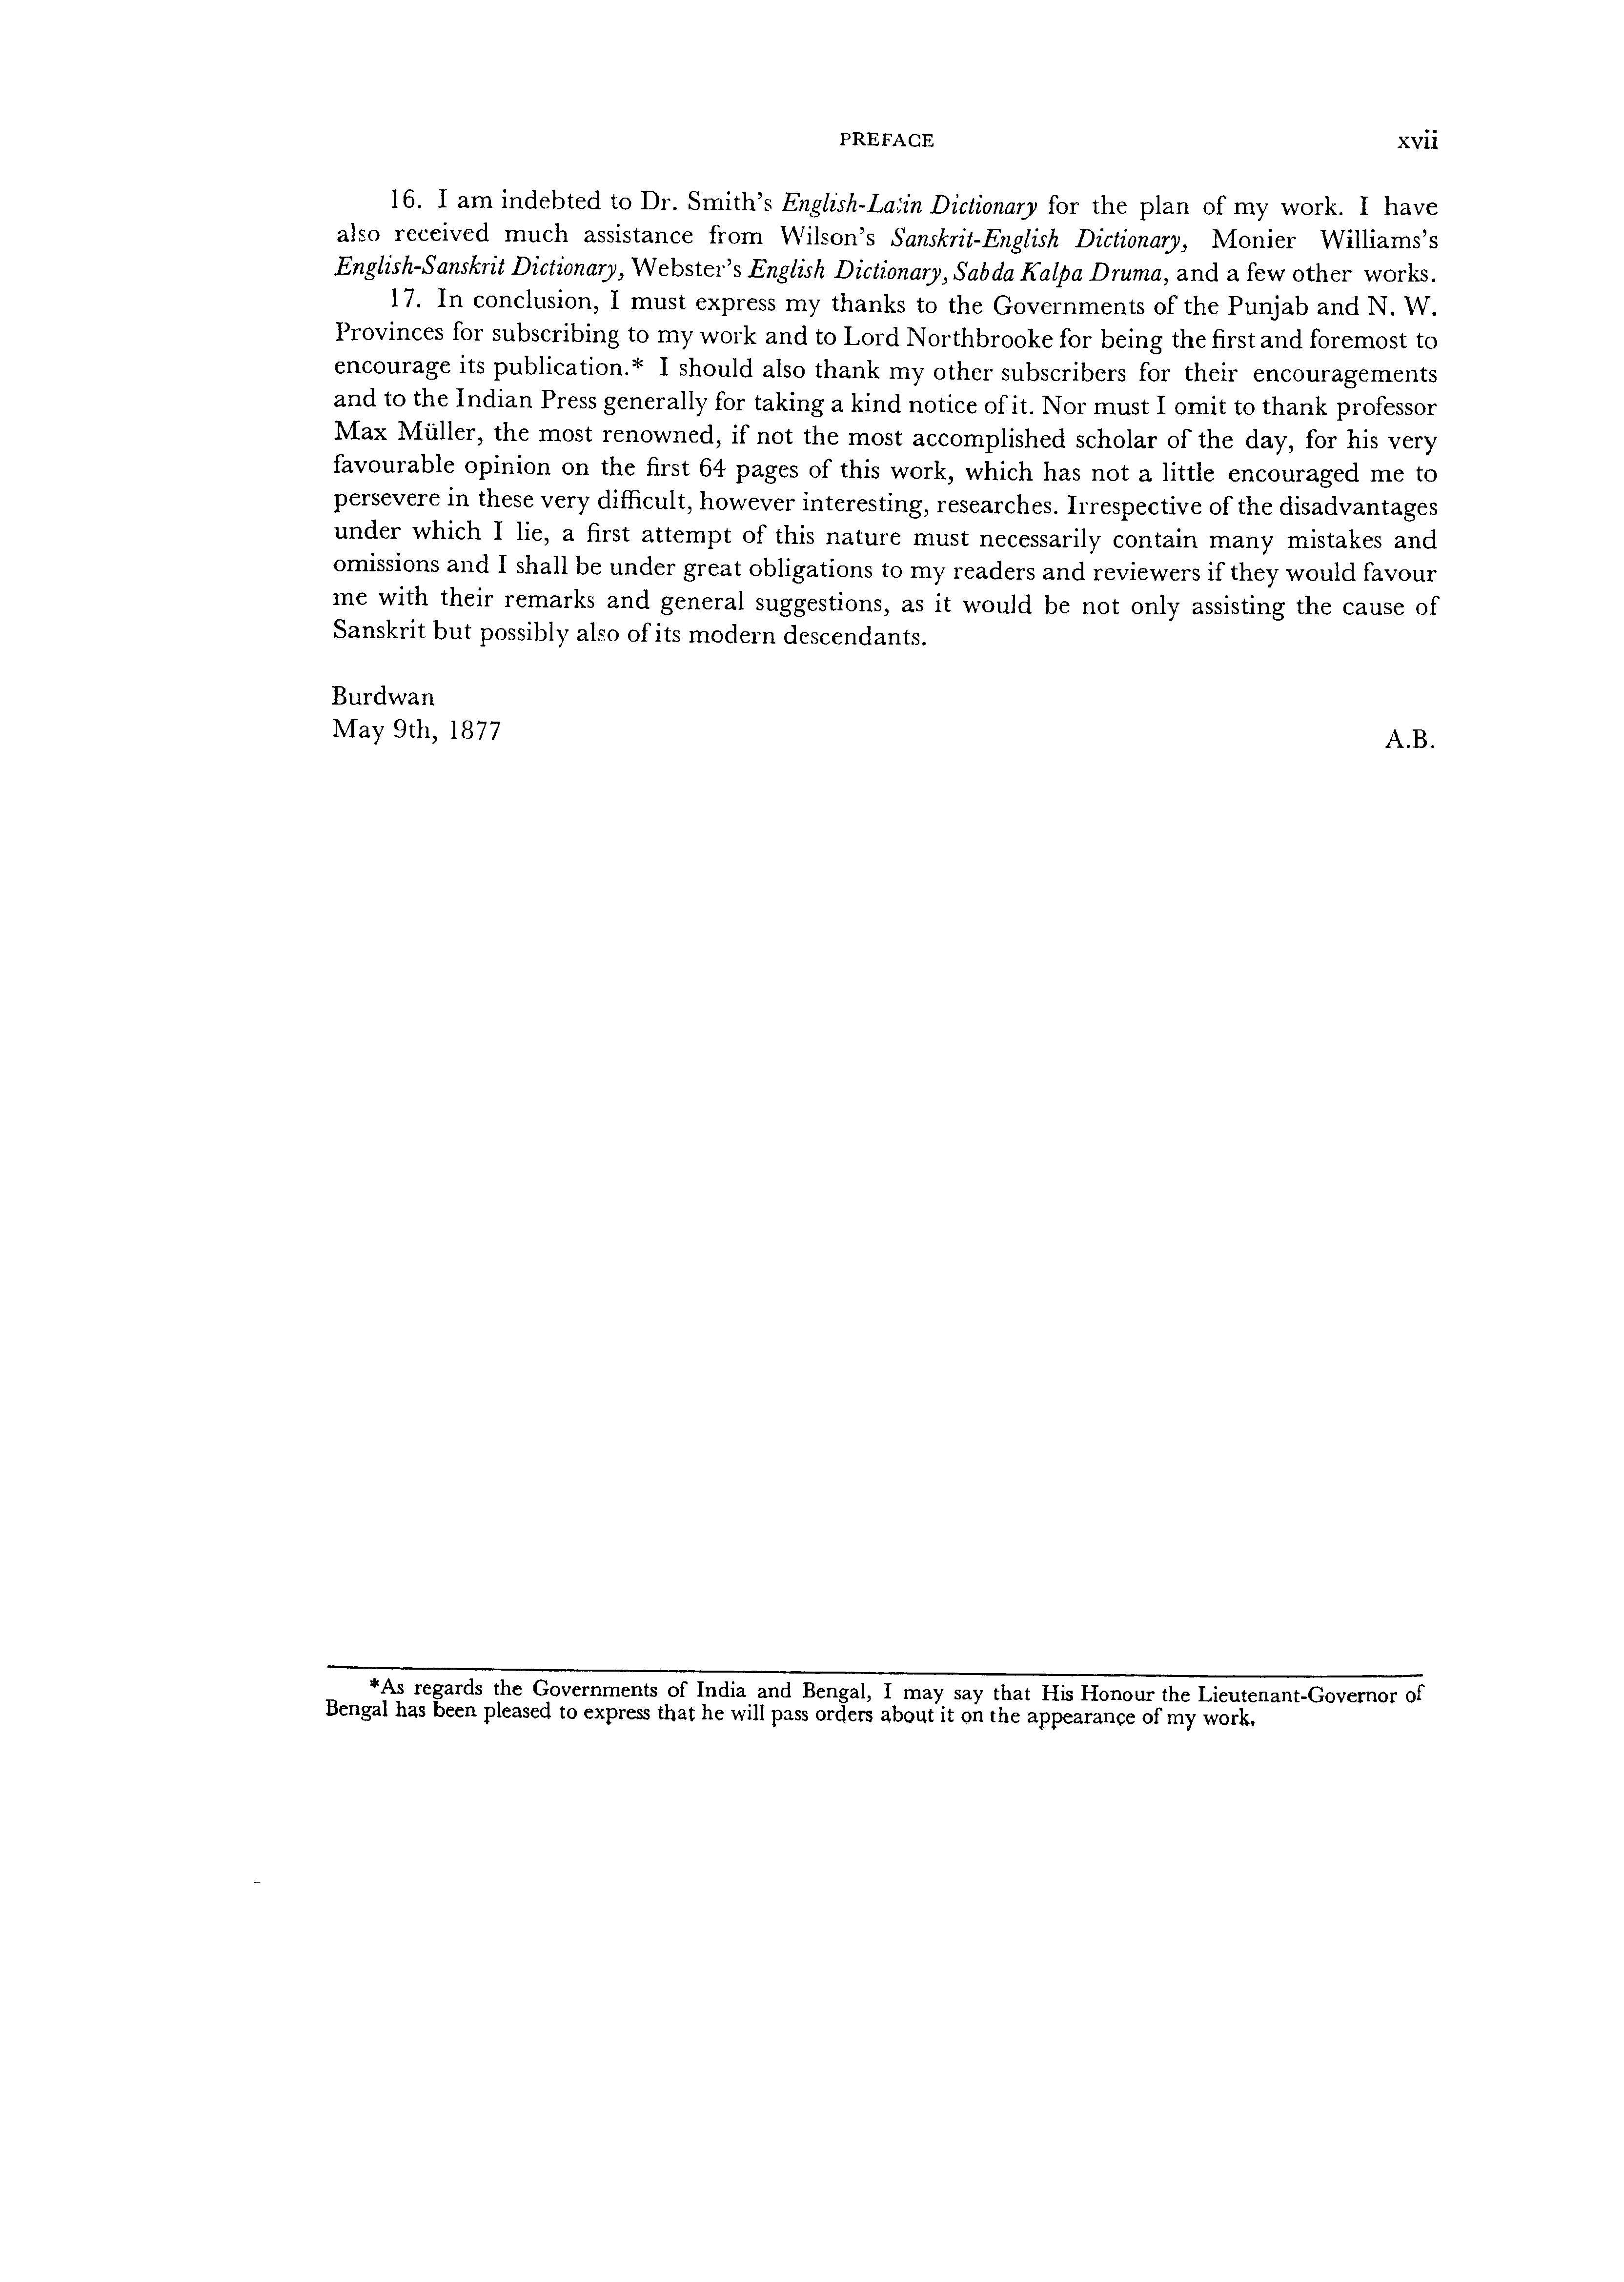 PREFACE xvii
16. I am indebted to Dr. Smith's English-Latin Dictionary for the plan of my work. I have
also received much assistance from Wilson's Sanskrit-English Dictionary, Monier Williams's
English-Sanskrit Dictionary, Webster's English Dictionary, Sabda Kalpa Druma, and a few other works.
17. In conclusion, I must express my thanks to the Governments of the Punjab and N. W.
Provinces for subscribing to my work and to Lord Northbrooke for being the first and foremost to
encourage its publication.* I should also thank my other subscribers for their encouragements
and to the Indian Press generally for taking a kind notice of it. Nor must I omit to thank professor
Max Müller, the most renowned, if not the most accomplished scholar of the day, for his very
favourable opinion on the first 64 pages of this work, which has not a little encouraged me to
persevere in these very difficult, however interesting, researches. Irrespective of the disadvantages
under which I lie, a first attempt of this nature must necessarily contain many mistakes and
omissions and I shall be under great obligations to my readers and reviewers if they would favour
me with their remarks and general suggestions, as it would be not only assisting the cause of
Sanskrit but possibly also of its modern descendants.
Burdwan
May 9th, 1877 A.B.
*As regards the Governments of India and Bengal, I may say that His Honour the Lieutenant-Governor of
Bengal has been pleased to express that he will pass orders about it on the appearance of my work.